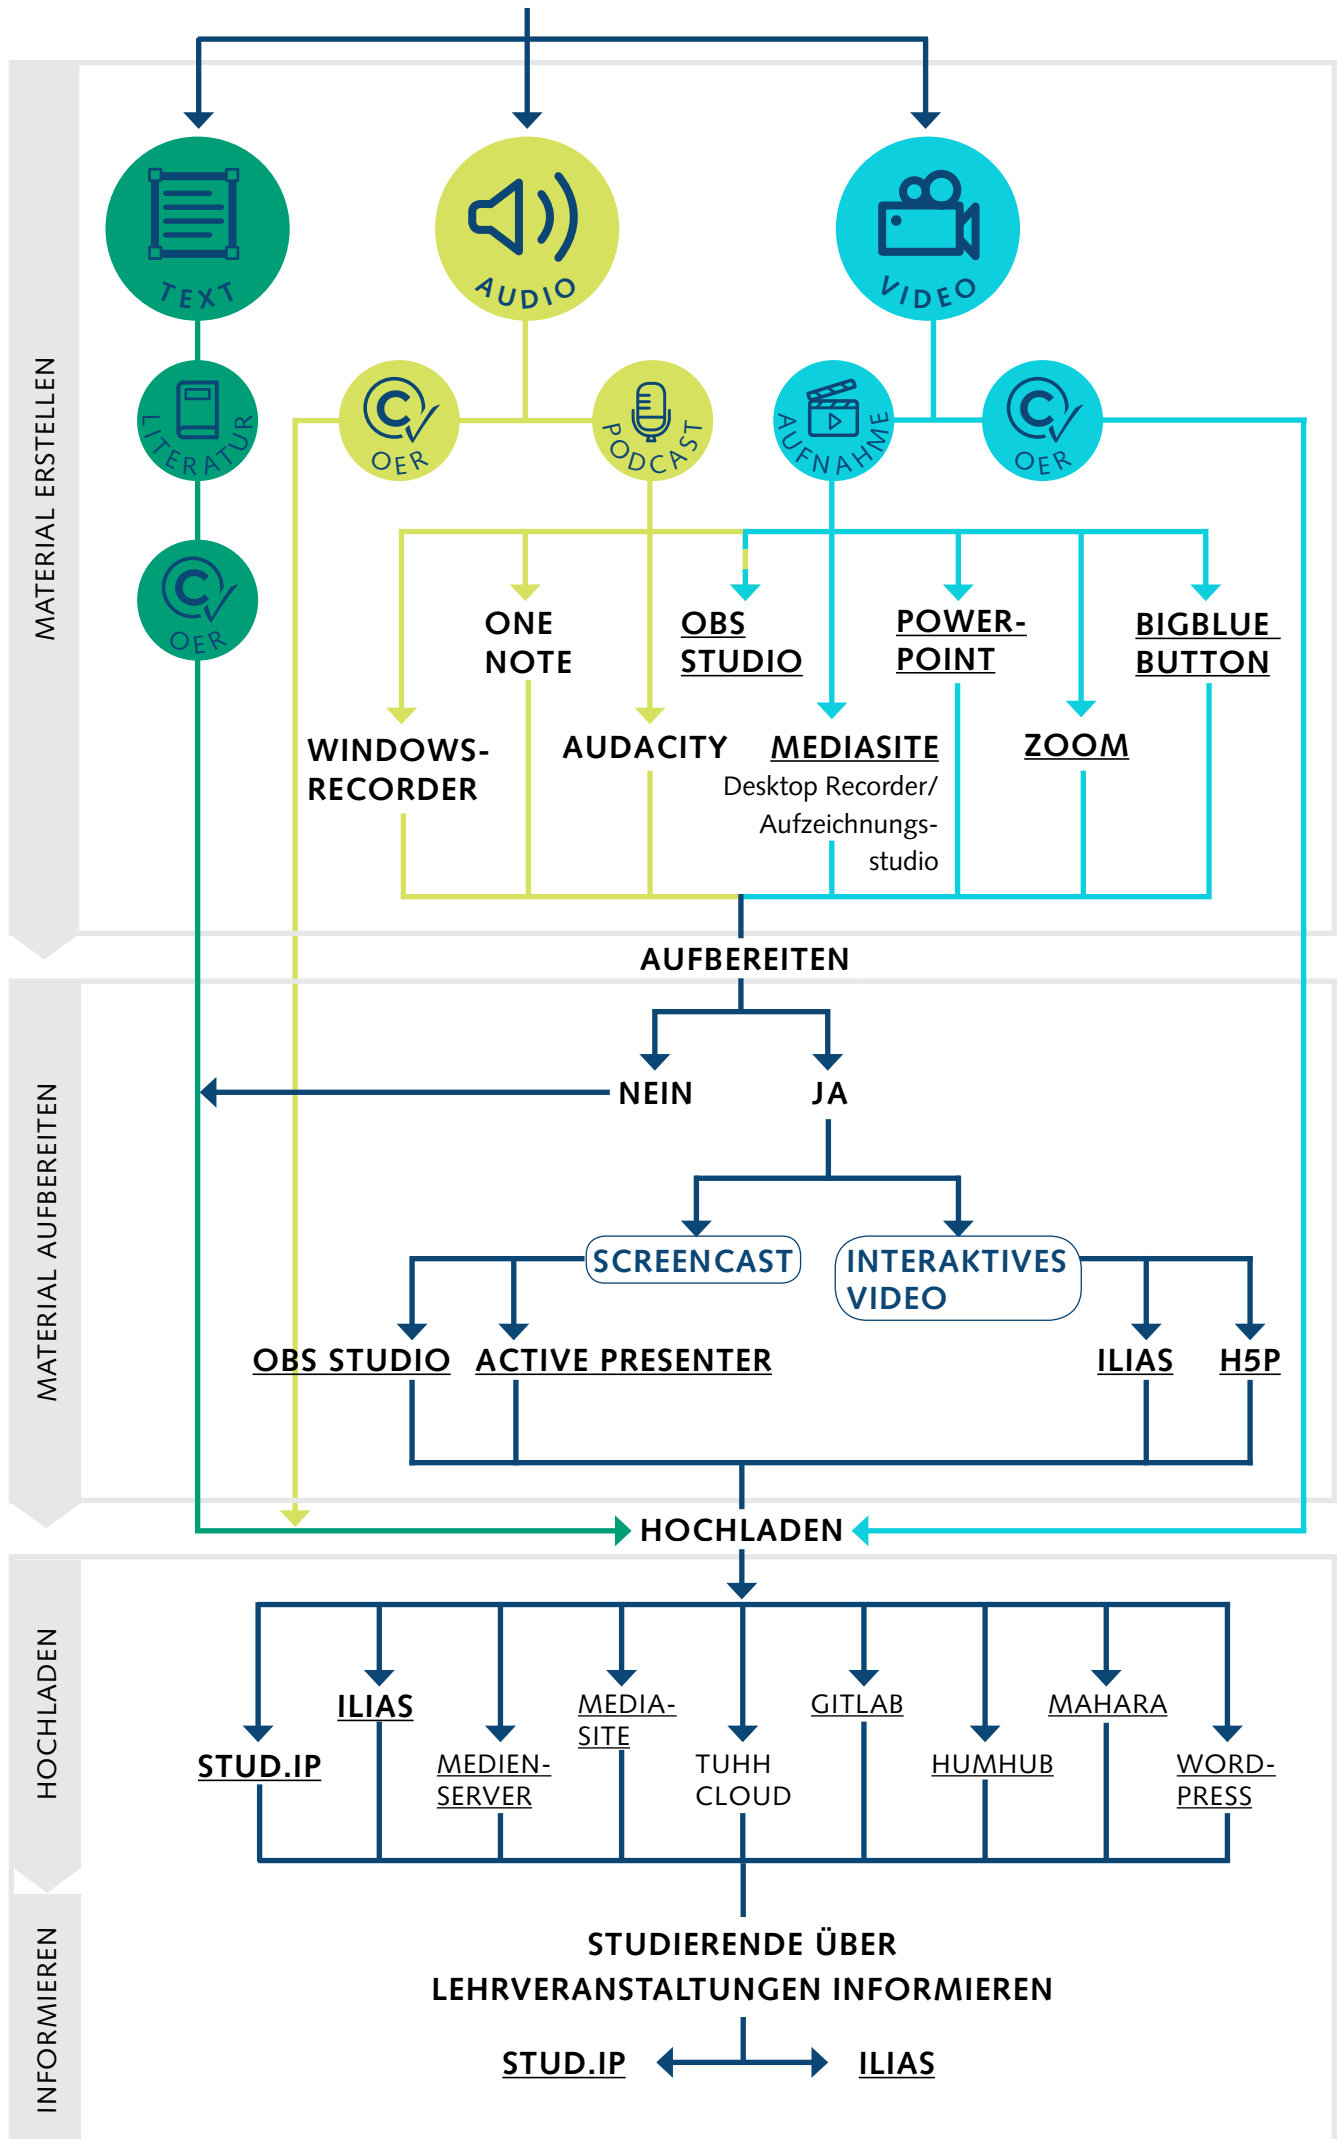 MATERIAL ERSTELLEN
TEXT
AUDIO
VIDEO
LITERATUR
OER
PODCAST
AUFNAHME
OER
OER
ONE
NOTE
OBS
STUDIO
POWER-
POINT
BIGBLUE
BUTTON
WINDOWS-
RECORDER
AUDACITY
MEDIASITE
Desktop Recorder/
Aufzeichnungs-
studio
ZOOM
AUFBEREITEN
MATERIAL AUFBEREITEN
NEIN
JA
SCREENCAST
INTERAKTIVES
VIDEO
OBS STUDIO
ACTIVE PRESENTER
ILIAS
H5P
HOCHLADEN
HOCHLADEN
STUD.IP
ILIAS
MEDIEN-
SERVER
MEDIA-
SITE
TUHH
CLOUD
GITLAB
HUMHUB
MAHARA
WORD-
PRESS
INFORMIEREN
STUDIERENDE ÜBER
LEHRVERANSTALTUNGEN INFORMIEREN
STUD.IP
ILIAS